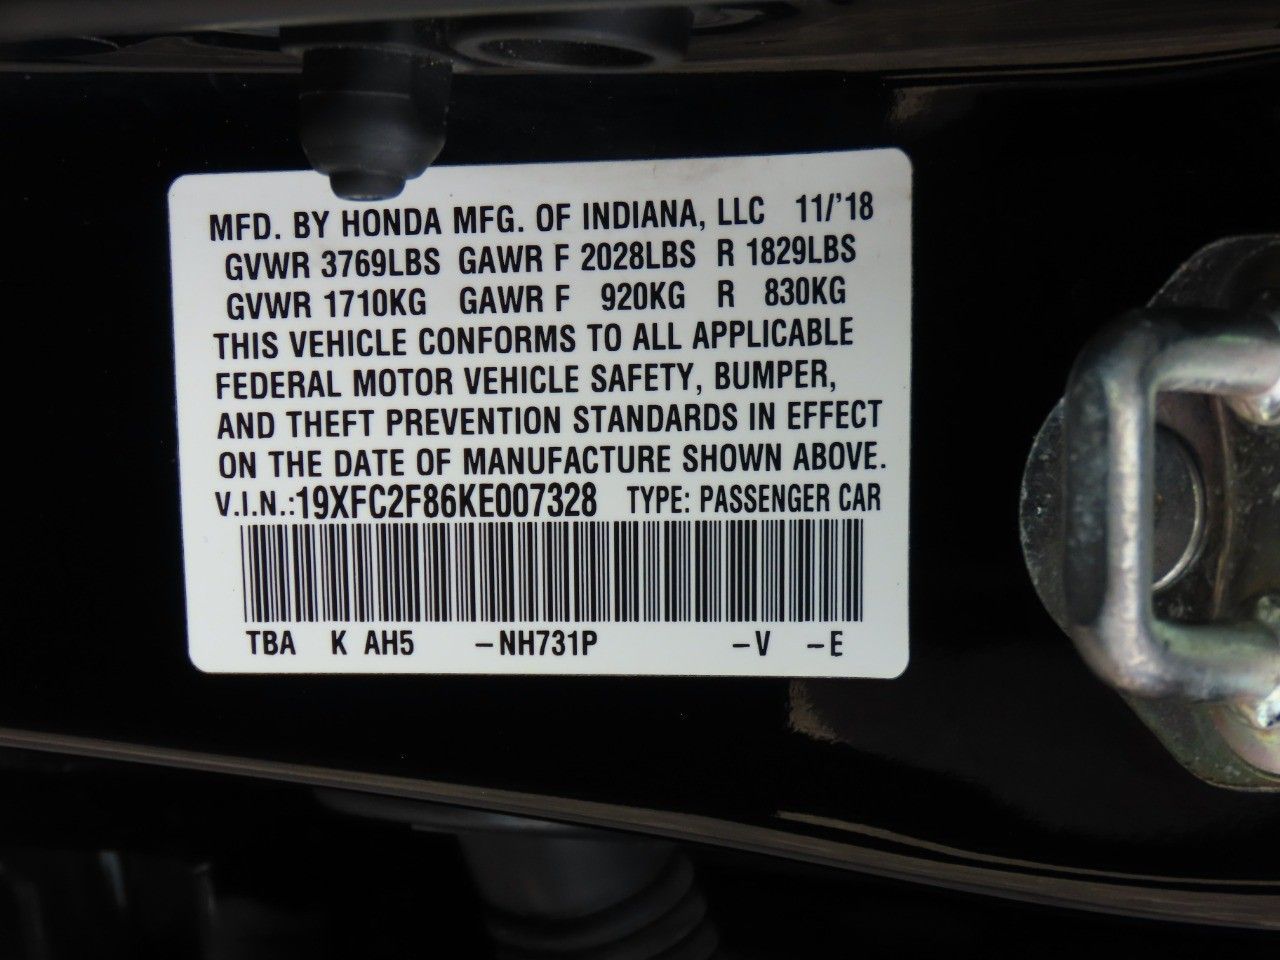 MFD. BY HONDA MFG. OF INDIANA, LLC 11/'18
GVWR 3769LBS GAWR F 2028LBS R 1829LBS
GVWR 1710KG GAWR F 920KG R 830KG
THIS VEHICLE CONFORMS TO ALL APPLICABLE
FEDERAL MOTOR VEHICLE SAFETY, BUMPER,
AND THEFT PREVENTION STANDARDS IN EFFECT
ON THE DATE OF MANUFACTURE SHOWN ABOVE.
V.I.N.:19XFC2F86KE007328 TYPE: PASSENGER CAR
TBA K AH5 –NH731P –V –E